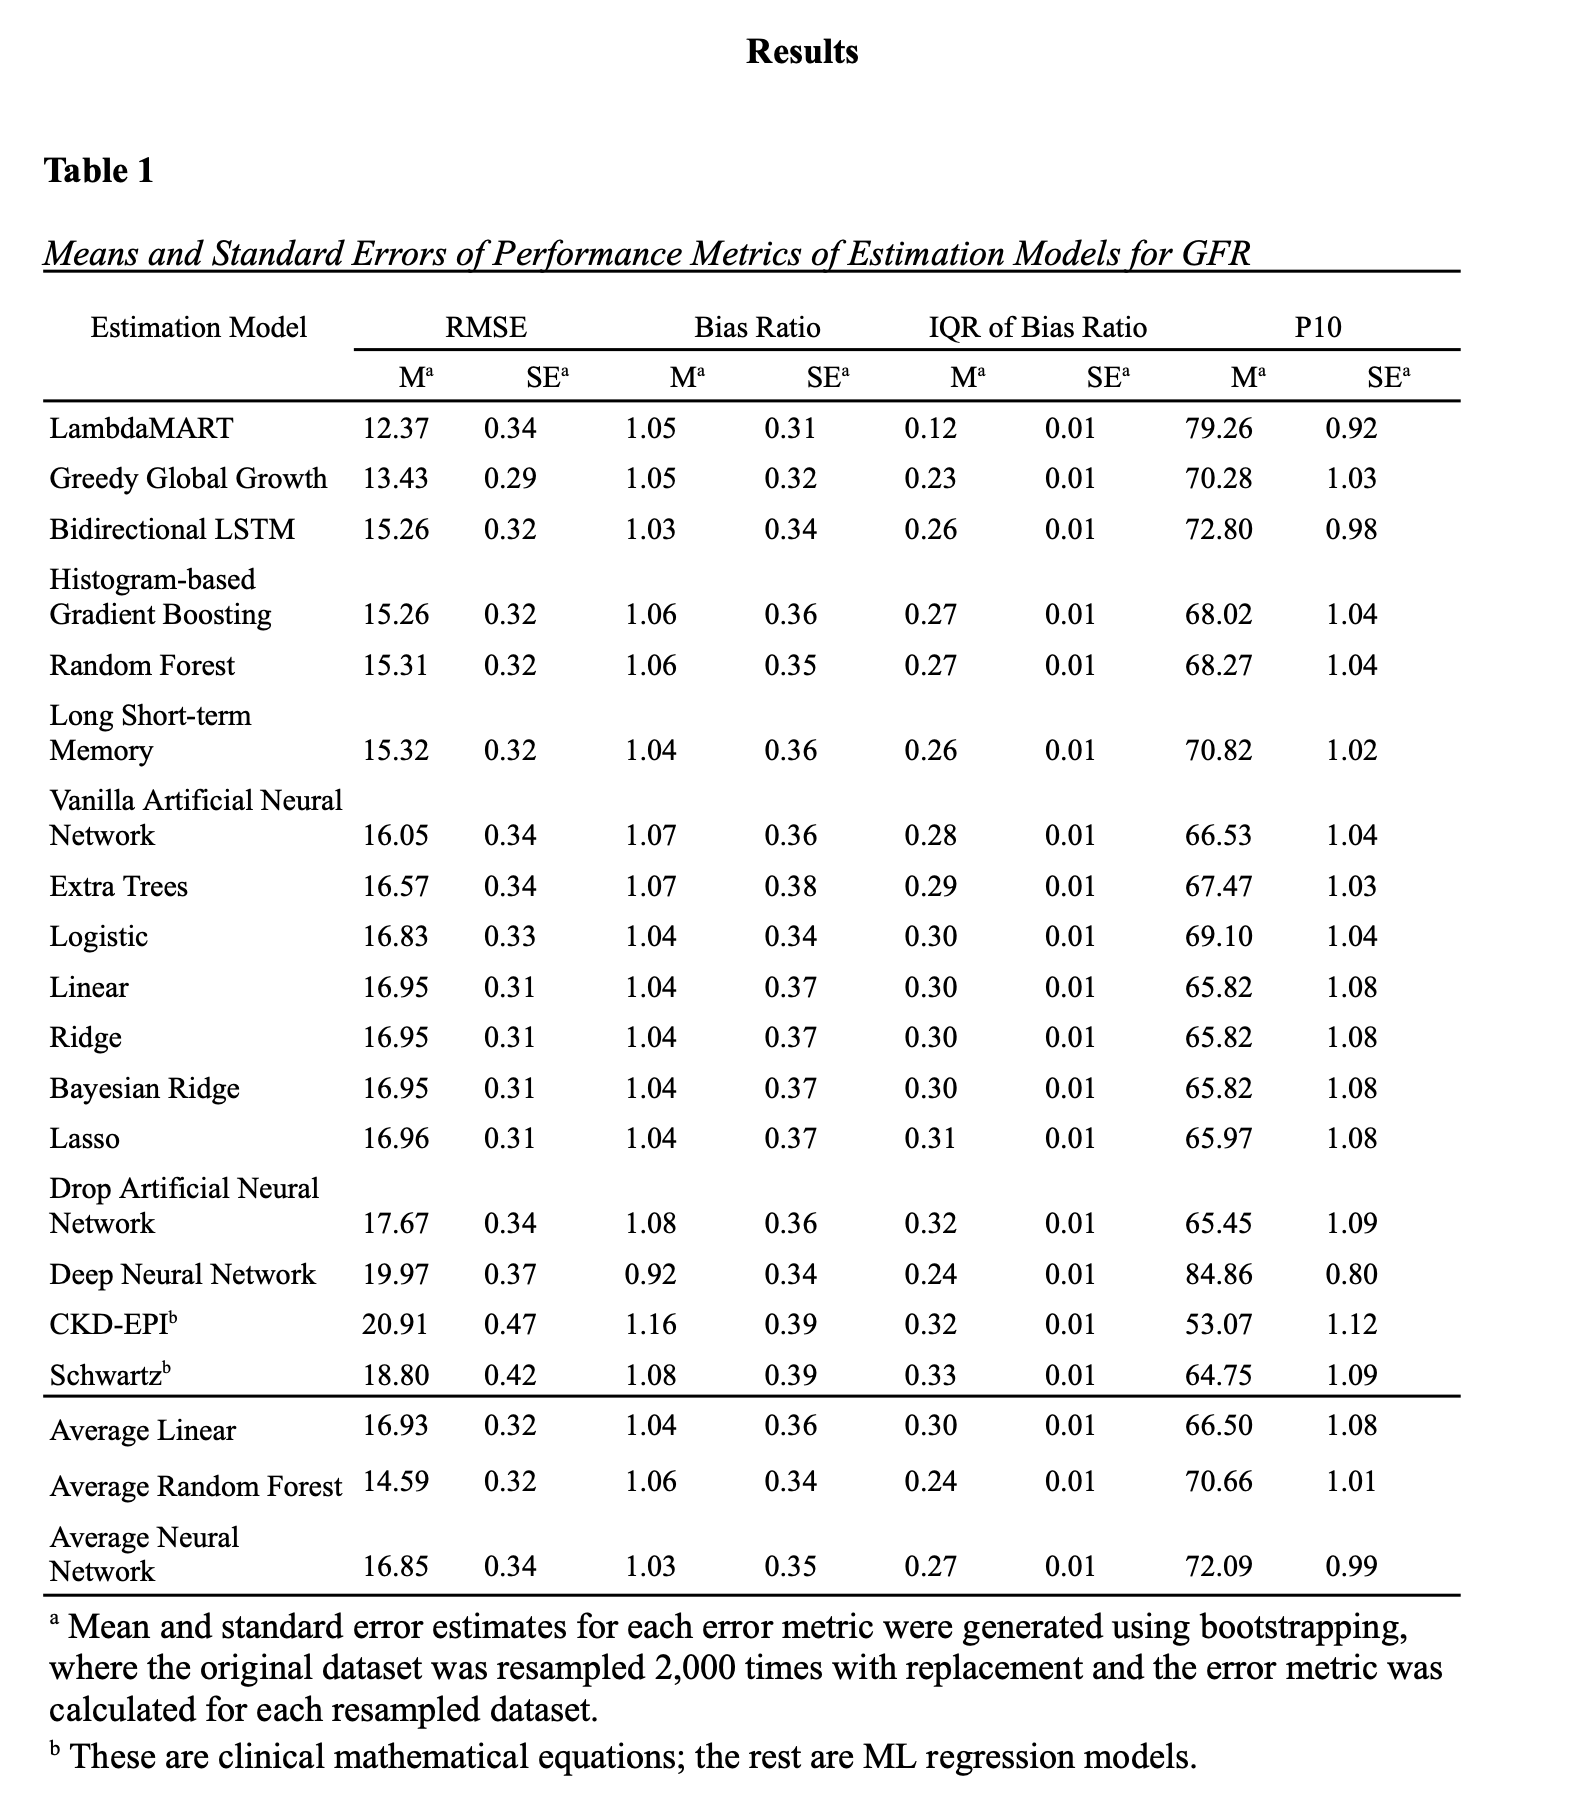 Results
Table 1
Means and Standard Errors of Performance Metrics of Estimation Models for GFR
Estimation Model RMSE Bias Ratio IQR of Bias Ratio P10
Mᵃ SEᵃ Mᵃ SEᵃ Mᵃ SEᵃ Mᵃ SEᵃ
LambdaMART 12.37 0.34 1.05 0.31 0.12 0.01 79.26 0.92
Greedy Global Growth 13.43 0.29 1.05 0.32 0.23 0.01 70.28 1.03
Bidirectional LSTM 15.26 0.32 1.03 0.34 0.26 0.01 72.80 0.98
Histogram-based
Gradient Boosting 15.26 0.32 1.06 0.36 0.27 0.01 68.02 1.04
Random Forest 15.31 0.32 1.06 0.35 0.27 0.01 68.27 1.04
Long Short-term
Memory 15.32 0.32 1.04 0.36 0.26 0.01 70.82 1.02
Vanilla Artificial Neural
Network 16.05 0.34 1.07 0.36 0.28 0.01 66.53 1.04
Extra Trees 16.57 0.34 1.07 0.38 0.29 0.01 67.47 1.03
Logistic 16.83 0.33 1.04 0.34 0.30 0.01 69.10 1.04
Linear 16.95 0.31 1.04 0.37 0.30 0.01 65.82 1.08
Ridge 16.95 0.31 1.04 0.37 0.30 0.01 65.82 1.08
Bayesian Ridge 16.95 0.31 1.04 0.37 0.30 0.01 65.82 1.08
Lasso 16.96 0.31 1.04 0.37 0.31 0.01 65.97 1.08
Drop Artificial Neural
Network 17.67 0.34 1.08 0.36 0.32 0.01 65.45 1.09
Deep Neural Network 19.97 0.37 0.92 0.34 0.24 0.01 84.86 0.80
CKD-EPIᵇ 20.91 0.47 1.16 0.39 0.32 0.01 53.07 1.12
Schwartzᵇ 18.80 0.42 1.08 0.39 0.33 0.01 64.75 1.09
Average Linear 16.93 0.32 1.04 0.36 0.30 0.01 66.50 1.08
Average Random Forest 14.59 0.32 1.06 0.34 0.24 0.01 70.66 1.01
Average Neural
Network 16.85 0.34 1.03 0.35 0.27 0.01 72.09 0.99
ᵃ Mean and standard error estimates for each error metric were generated using bootstrapping,
where the original dataset was resampled 2,000 times with replacement and the error metric was
calculated for each resampled dataset.
ᵇ These are clinical mathematical equations; the rest are ML regression models.